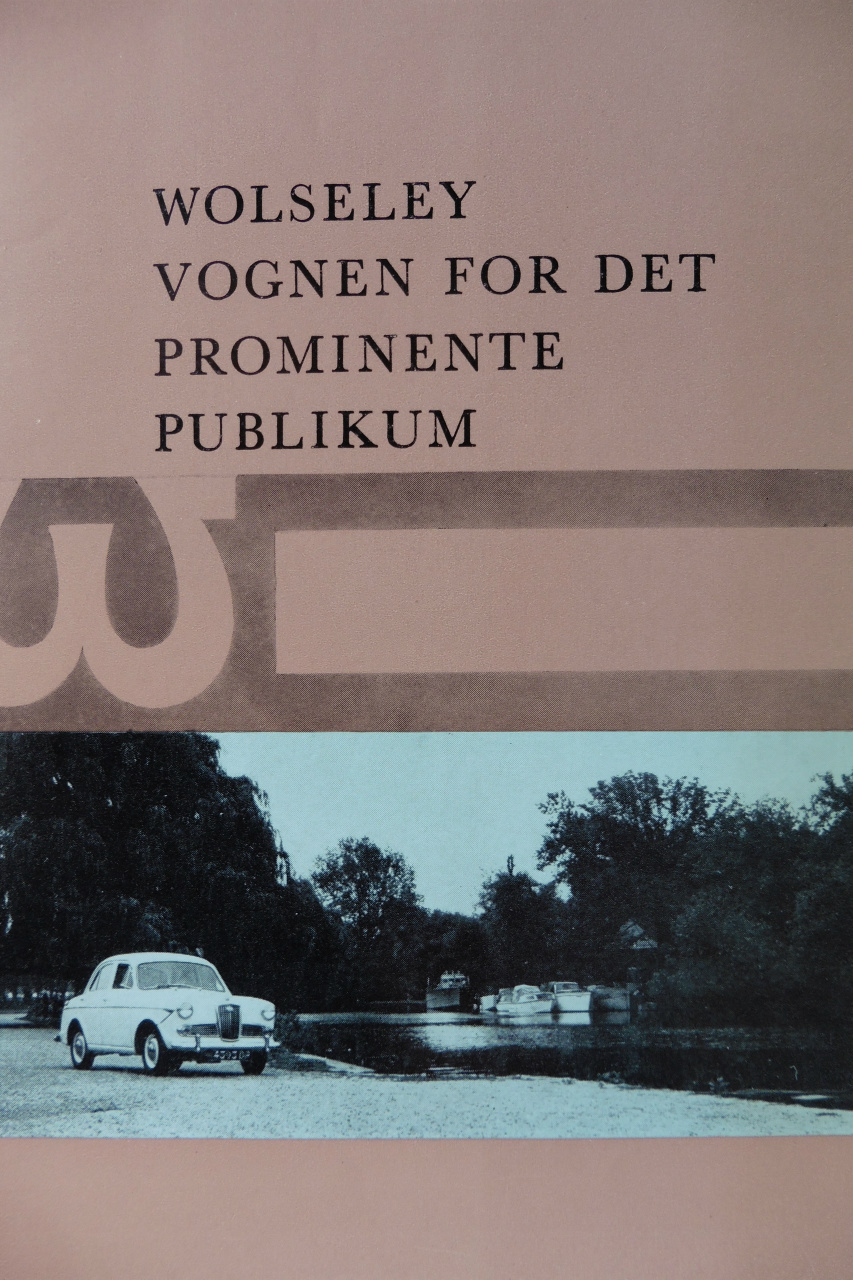 WOLSELEY
VOGNEN FOR DET
PROMINENTE
PUBLIKUM